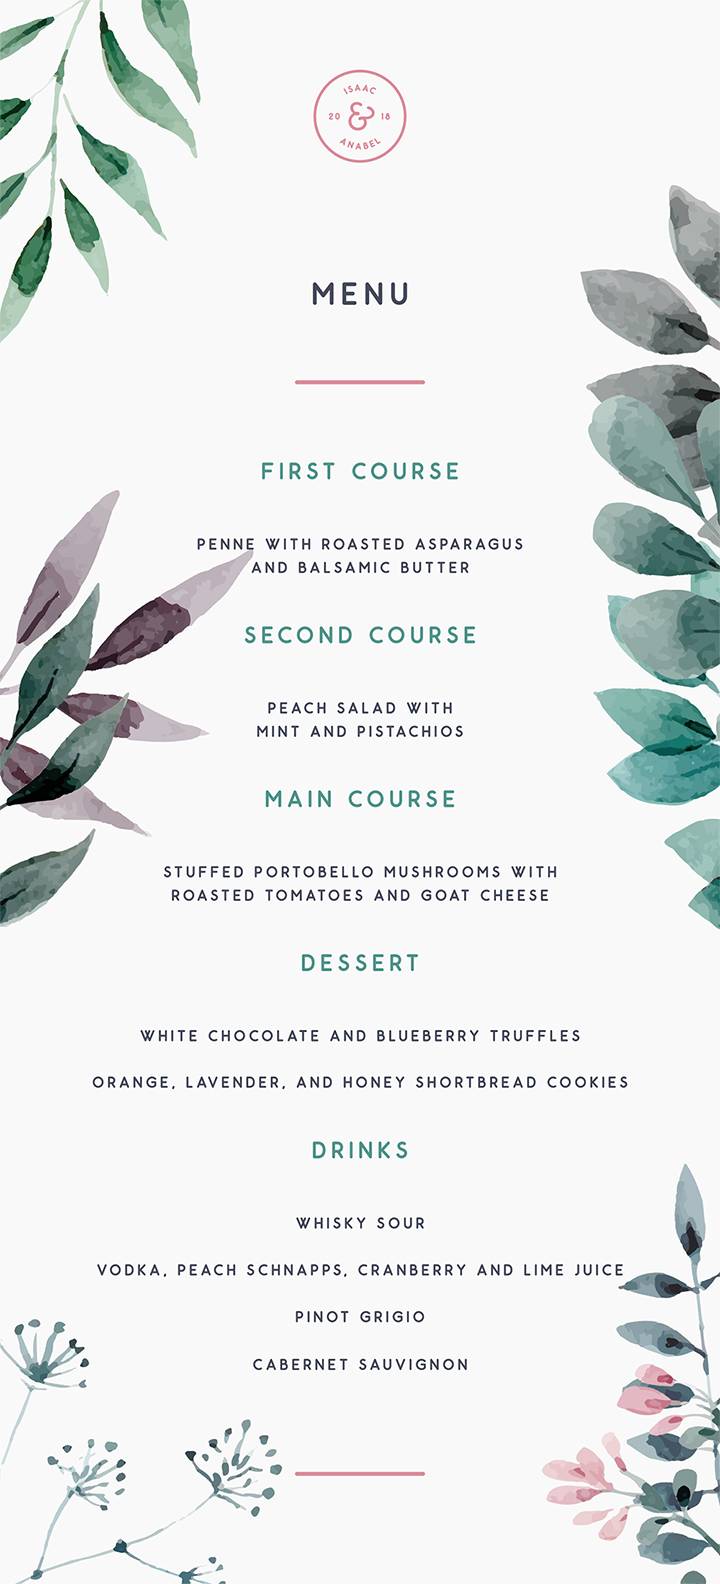 ISAAC
20 & 18
ANABEL
MENU
FIRST COURSE
PENNE WITH ROASTED ASPARAGUS
AND BALSAMIC BUTTER
SECOND COURSE
PEACH SALAD WITH
MINT AND PISTACHIOS
MAIN COURSE
STUFFED PORTOBELLO MUSHROOMS WITH
ROASTED TOMATOES AND GOAT CHEESE
DESSERT
WHITE CHOCOLATE AND BLUEBERRY TRUFFLES
ORANGE, LAVENDER, AND HONEY SHORTBREAD COOKIES
DRINKS
WHISKY SOUR
VODKA, PEACH SCHNAPPS, CRANBERRY AND LIME JUICE
PINOT GRIGIO
CABERNET SAUVIGNON